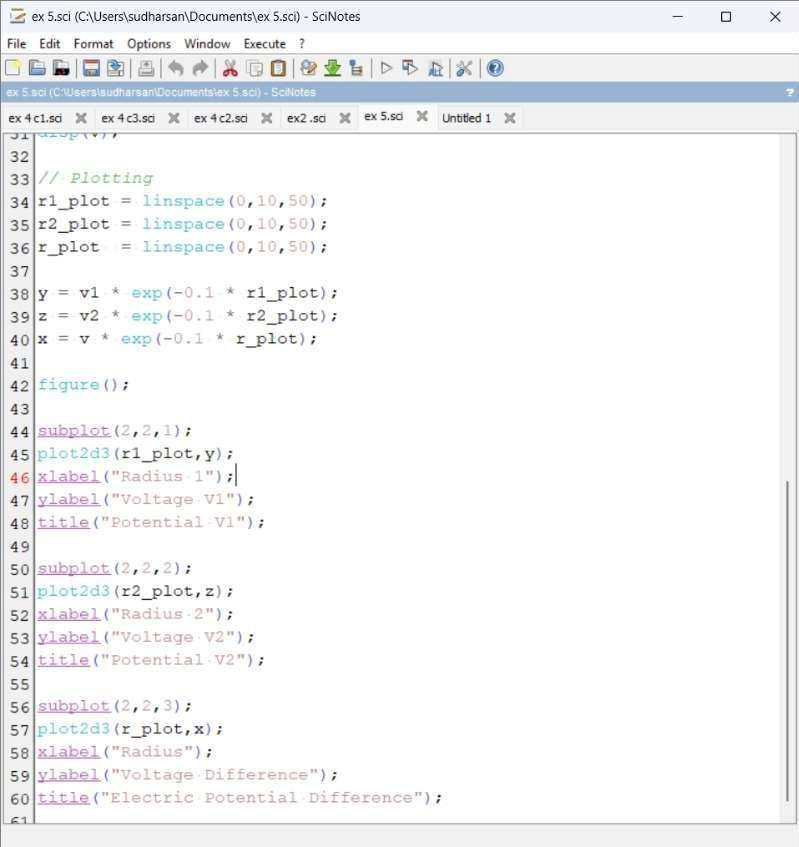 ex 5.sci (C:\Users\sudharsan\Documents\ex 5.sci) - SciNotes
File Edit Format Options Window Execute ?
ex 5.sci (C:\Users\sudharsan\Documents\ex 5.sci) - SciNotes ?
ex 4 c1.sci ex 4 c3.sci ex 4 c2.sci ex2 .sci ex 5.sci Untitled 1
31 disp(v);
32
33 // Plotting
34 r1_plot = linspace(0,10,50);
35 r2_plot = linspace(0,10,50);
36 r_plot  = linspace(0,10,50);
37
38 y = v1 * exp(-0.1 * r1_plot);
39 z = v2 * exp(-0.1 * r2_plot);
40 x = v * exp(-0.1 * r_plot);
41
42 figure();
43
44 subplot(2,2,1);
45 plot2d3(r1_plot,y);
46 xlabel("Radius 1");
47 ylabel("Voltage V1");
48 title("Potential V1");
49
50 subplot(2,2,2);
51 plot2d3(r2_plot,z);
52 xlabel("Radius 2");
53 ylabel("Voltage V2");
54 title("Potential V2");
55
56 subplot(2,2,3);
57 plot2d3(r_plot,x);
58 xlabel("Radius");
59 ylabel("Voltage Difference");
60 title("Electric Potential Difference");
61